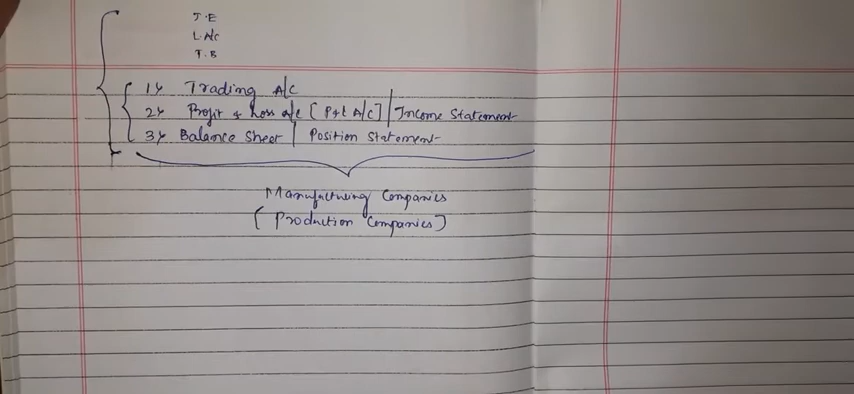 J.E
L.A/c
T.B
1) Trading A/c
2) Profit & Loss a/c [P&L A/C] | Income Statement
3) Balance Sheet | Position Statement
Manufacturing Companies
[Production Companies]